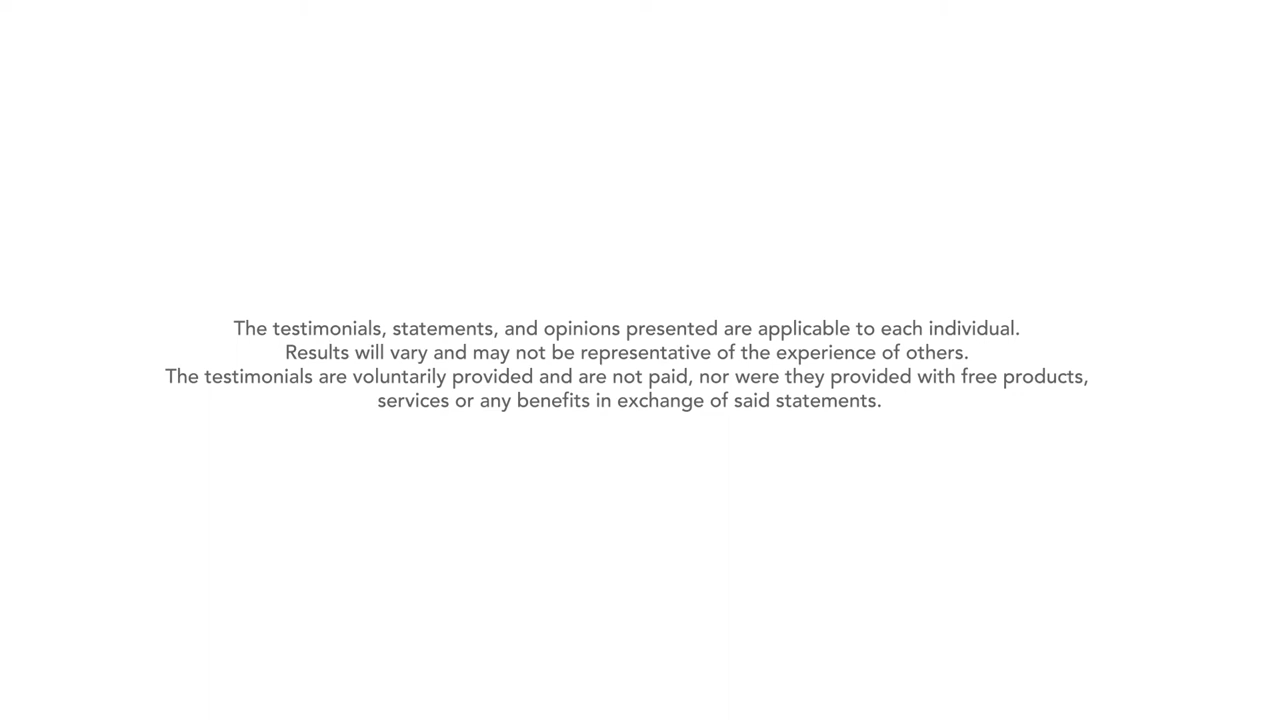 The testimonials, statements, and opinions presented are applicable to each individual.
Results will vary and may not be representative of the experience of others.
The testimonials are voluntarily provided and are not paid, nor were they provided with free products,
services or any benefits in exchange of said statements.